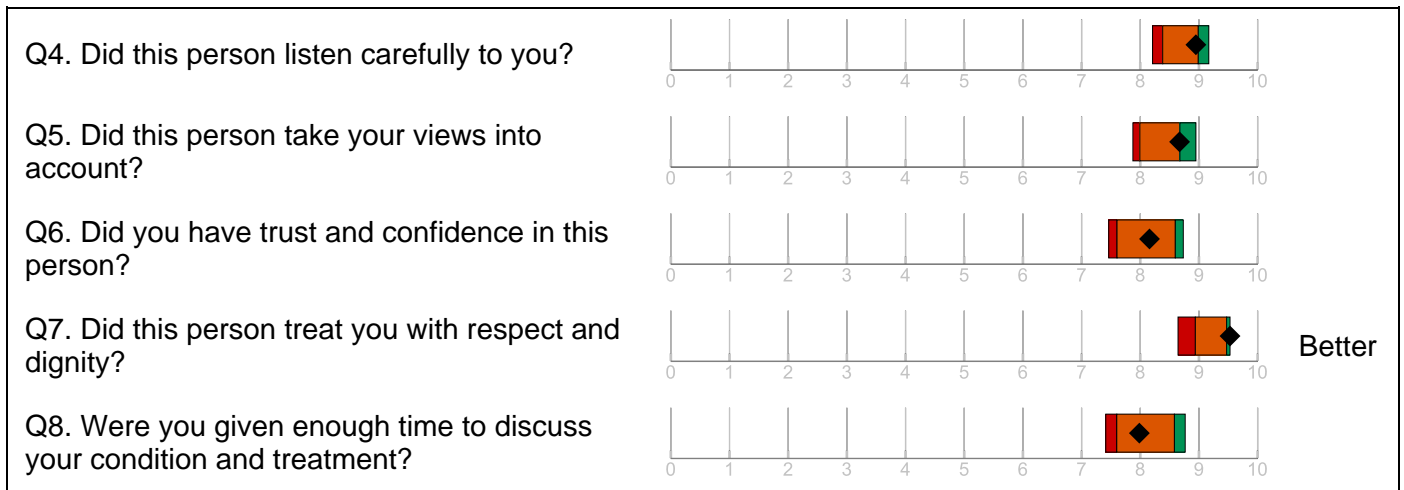 Q4. Did this person listen carefully to you?
0 1 2 3 4 5 6 7 8 9 10
Q5. Did this person take your views into
account?
0 1 2 3 4 5 6 7 8 9 10
Q6. Did you have trust and confidence in this
person?
0 1 2 3 4 5 6 7 8 9 10
Q7. Did this person treat you with respect and
dignity?
Better
0 1 2 3 4 5 6 7 8 9 10
Q8. Were you given enough time to discuss
your condition and treatment?
0 1 2 3 4 5 6 7 8 9 10